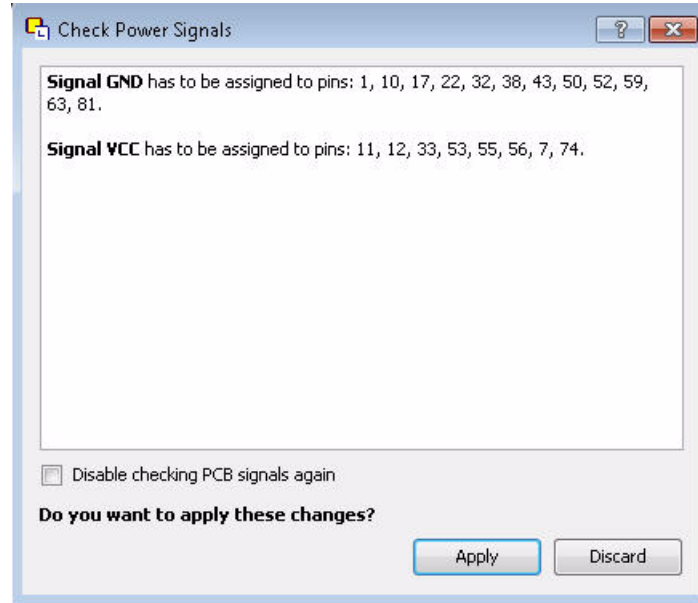 Check Power Signals
Signal GND has to be assigned to pins: 1, 10, 17, 22, 32, 38, 43, 50, 52, 59,
63, 81.
Signal VCC has to be assigned to pins: 11, 12, 33, 53, 55, 56, 7, 74.
Disable checking PCB signals again
Do you want to apply these changes?
Apply Discard